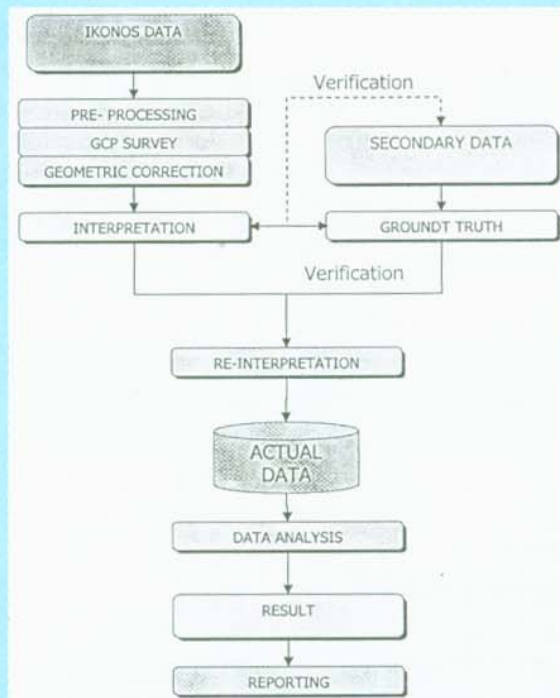 IKONOS DATA
PRE- PROCESSING
GCP SURVEY
GEOMETRIC CORRECTION
INTERPRETATION
Verification
SECONDARY DATA
GROUNDT TRUTH
Verification
RE-INTERPRETATION
ACTUAL
DATA
DATA ANALYSIS
RESULT
REPORTING